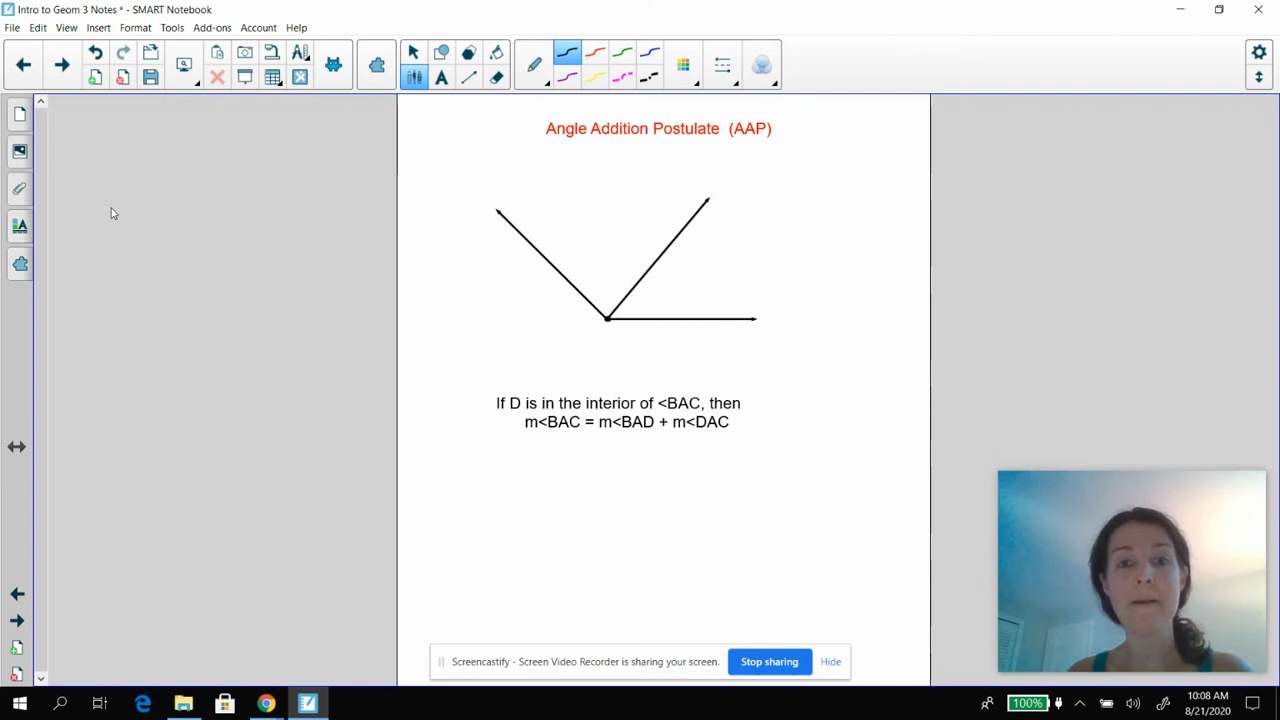 Intro to Geom 3 Notes * - SMART Notebook
File Edit View Insert Format Tools Add-ons Account Help
Angle Addition Postulate (AAP)
If D is in the interior of <BAC, then
m<BAC = m<BAD + m<DAC
Screencastify - Screen Video Recorder is sharing your screen. Stop sharing Hide
100%
10:08 AM
8/21/2020